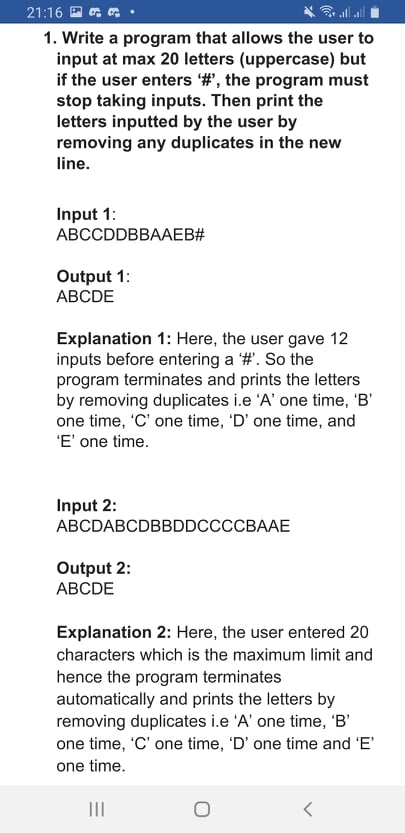 21:16
1. Write a program that allows the user to
input at max 20 letters (uppercase) but
if the user enters ‘#’, the program must
stop taking inputs. Then print the
letters inputted by the user by
removing any duplicates in the new
line.
Input 1:
ABCCDDBBAAEB#
Output 1:
ABCDE
Explanation 1: Here, the user gave 12
inputs before entering a ‘#’. So the
program terminates and prints the letters
by removing duplicates i.e ‘A’ one time, ‘B’
one time, ‘C’ one time, ‘D’ one time, and
‘E’ one time.
Input 2:
ABCDABCDBBDDCCCCBAAE
Output 2:
ABCDE
Explanation 2: Here, the user entered 20
characters which is the maximum limit and
hence the program terminates
automatically and prints the letters by
removing duplicates i.e ‘A’ one time, ‘B’
one time, ‘C’ one time, ‘D’ one time and ‘E’
one time.